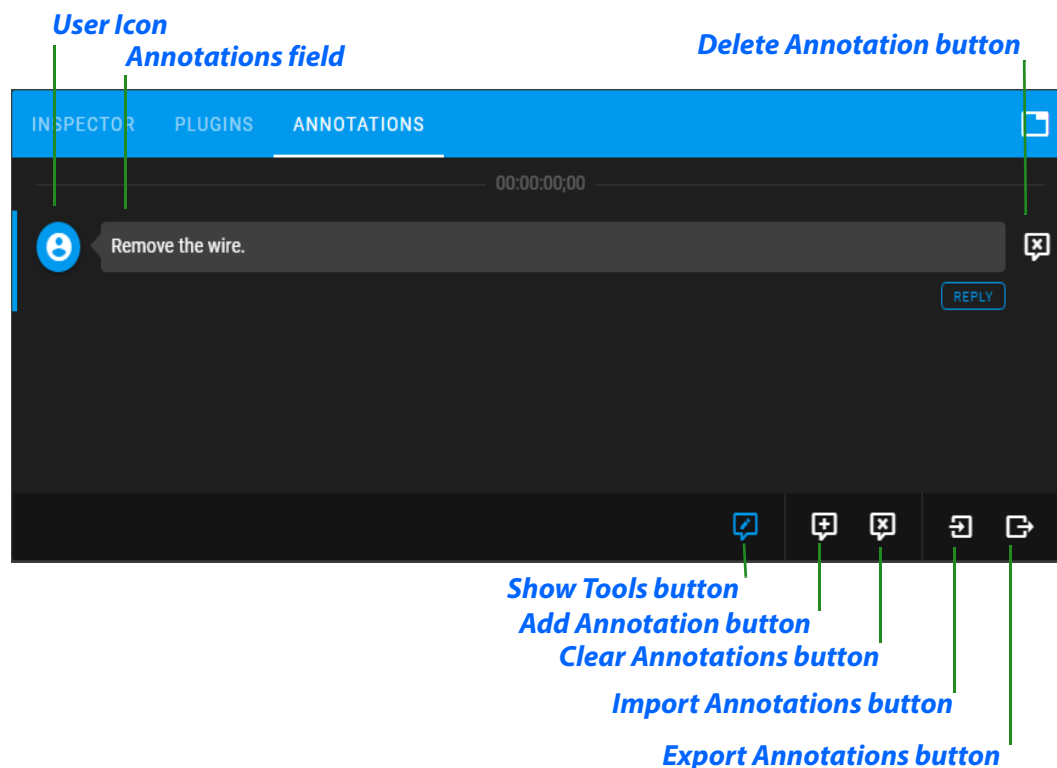 User Icon
Annotations field
Delete Annotation button
INSPECTOR PLUGINS ANNOTATIONS
00:00:00;00
Remove the wire.
REPLY
Show Tools button
Add Annotation button
Clear Annotations button
Import Annotations button
Export Annotations button